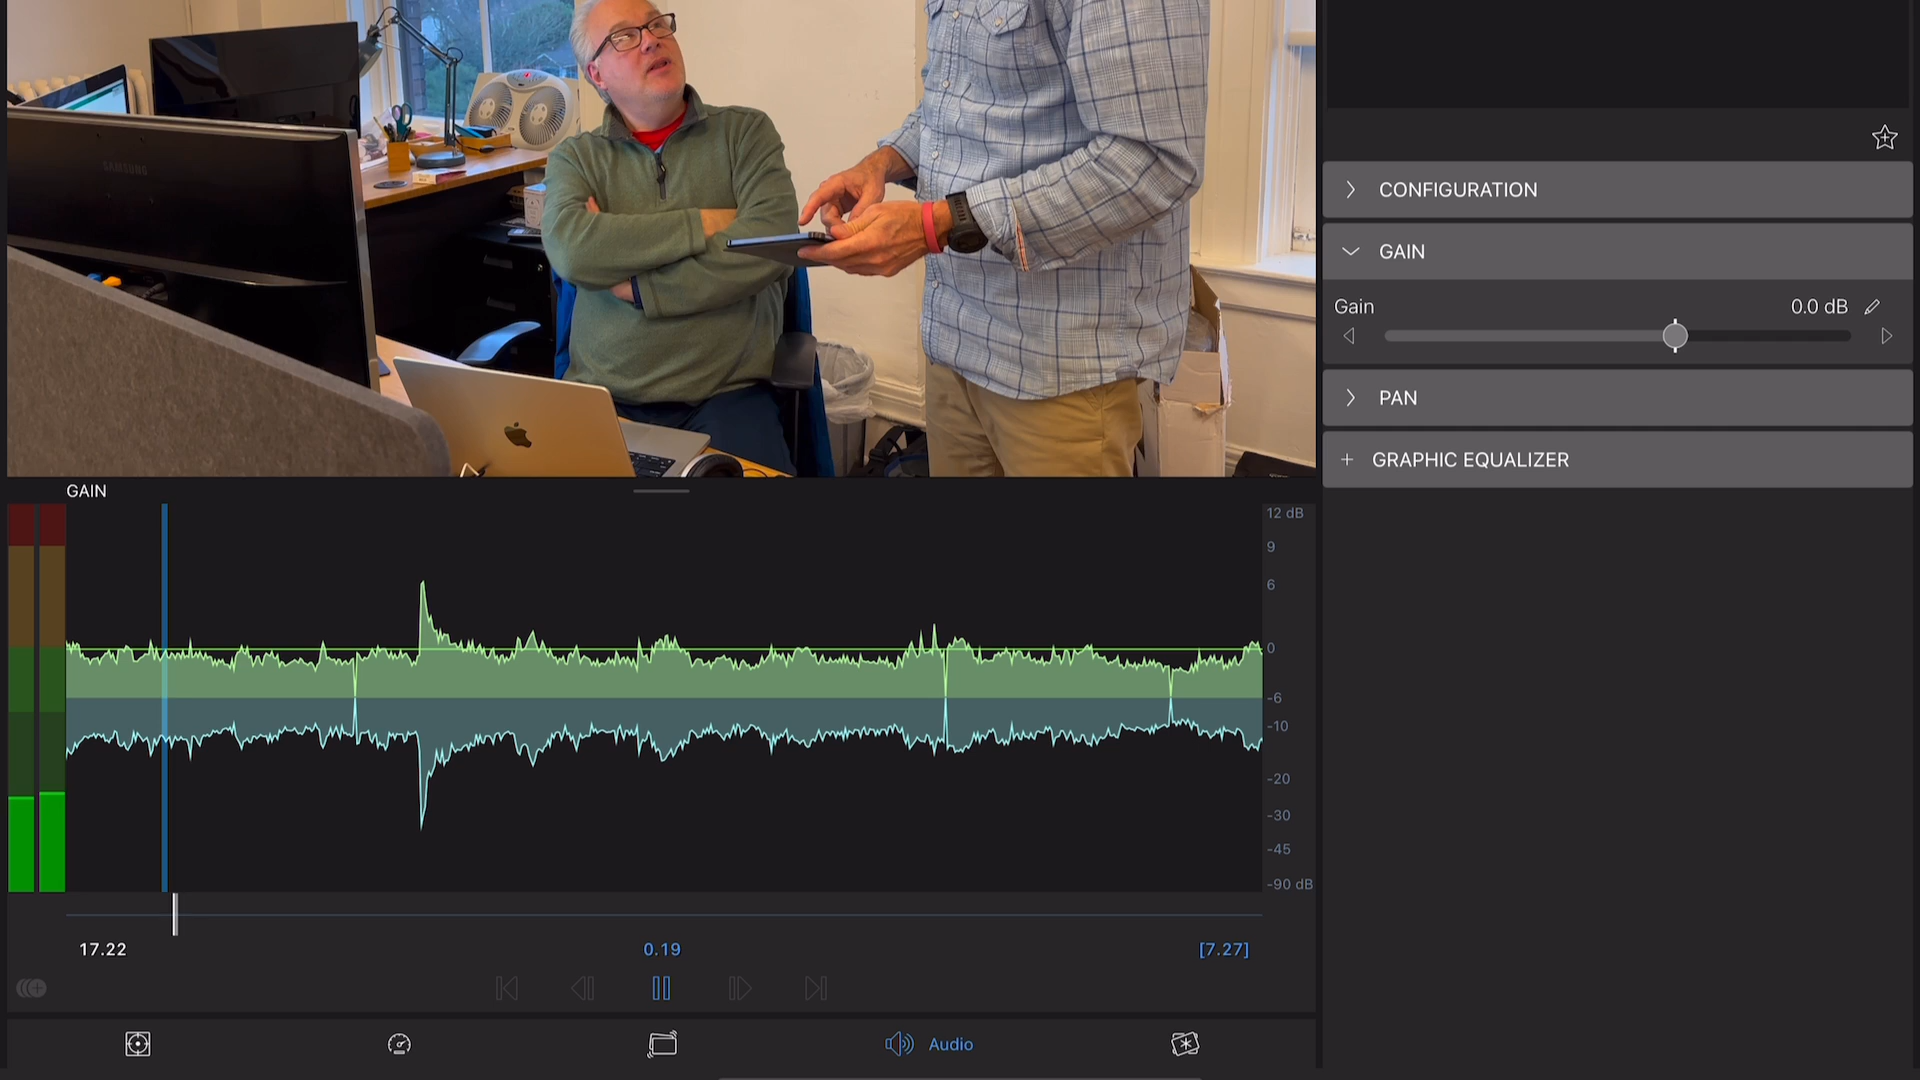 SAMSUNG
CONFIGURATION
GAIN
Gain
0.0 dB
PAN
GRAPHIC EQUALIZER
GAIN
12 dB
9
6
0
-6
-10
-20
-30
-45
-90 dB
17.22
0.19
[7.27]
Audio